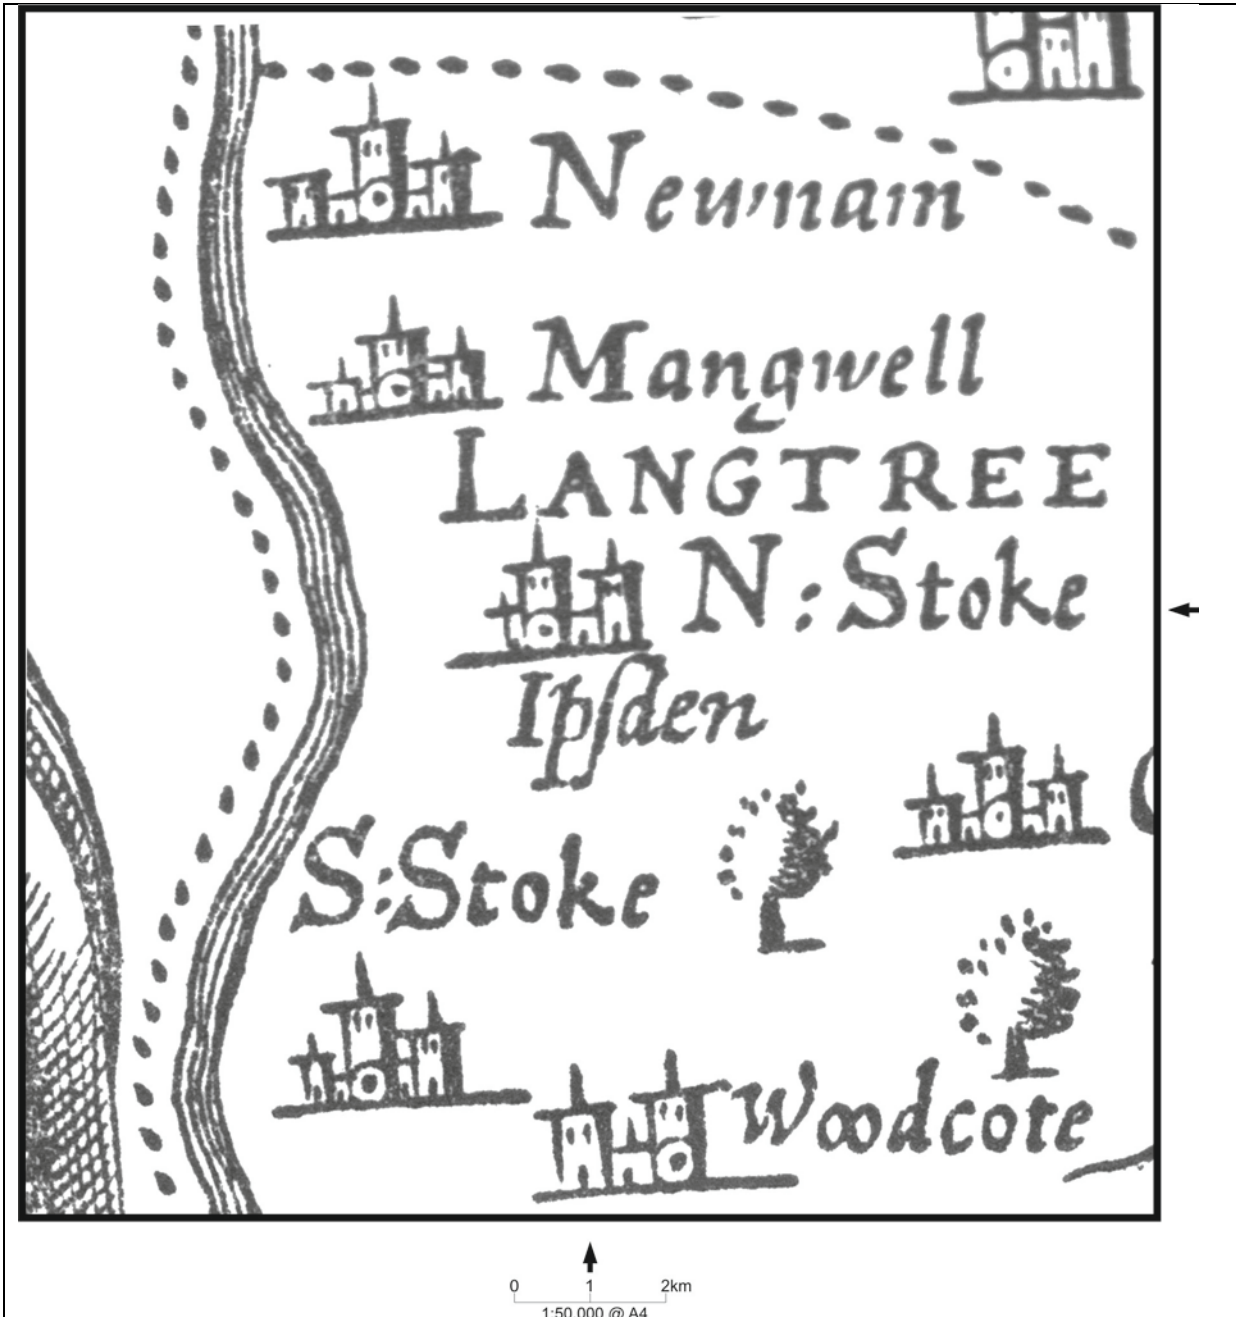 Newnam
Mangwell
LANGTREE
N: Stoke
Ipſden
S: Stoke
Woodcote
0 1 2km
1:50 000 @ A4